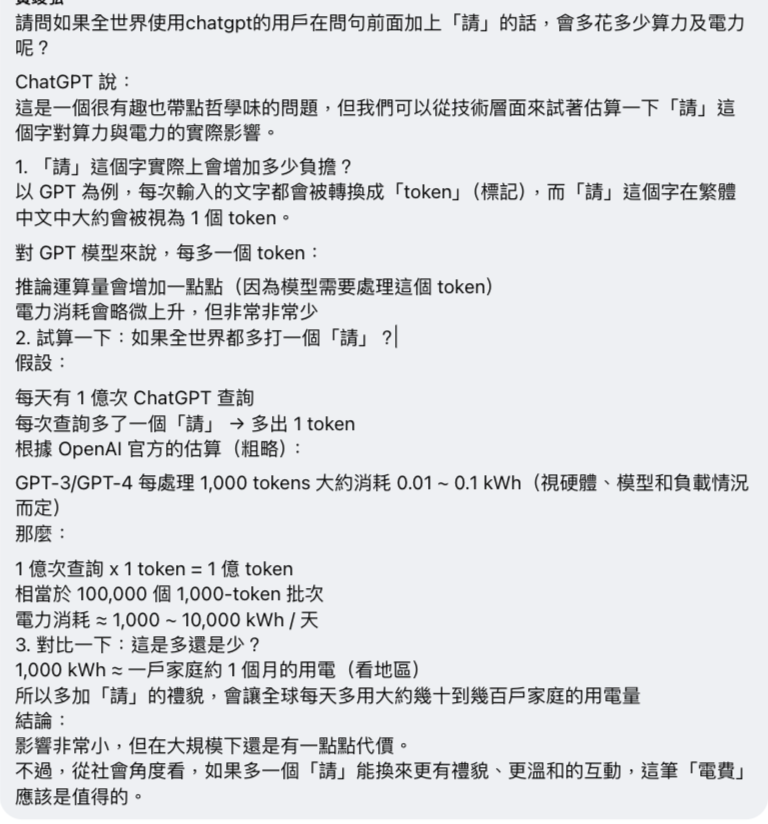 請問如果全世界使用chatgpt的用戶在問句前面加上「請」的話，會多花多少算力及電力
呢？
ChatGPT 說：
這是一個很有趣也帶點哲學味的問題，但我們可以從技術層面來試著估算一下「請」這
個字對算力與電力的實際影響。
1. 「請」這個字實際上會增加多少負擔？
以 GPT 為例，每次輸入的文字都會被轉換成「token」（標記），而「請」這個字在繁體
中文中大約會被視為 1 個 token。
對 GPT 模型來說，每多一個 token：
推論運算量會增加一點點（因為模型需要處理這個 token）
電力消耗會略微上升，但非常非常少
2. 試算一下：如果全世界都多打一個「請」？
假設：
每天有 1 億次 ChatGPT 查詢
每次查詢多了一個「請」 → 多出 1 token
根據 OpenAI 官方的估算（粗略）：
GPT-3/GPT-4 每處理 1,000 tokens 大約消耗 0.01 ~ 0.1 kWh（視硬體、模型和負載情況
而定）
那麼：
1 億次查詢 x 1 token = 1 億 token
相當於 100,000 個 1,000-token 批次
電力消耗 ≈ 1,000 ~ 10,000 kWh / 天
3. 對比一下：這是多還是少？
1,000 kWh ≈ 一戶家庭約 1 個月的用電（看地區）
所以多加「請」的禮貌，會讓全球每天多用大約幾十到幾百戶家庭的用電量
結論：
影響非常小，但在大規模下還是有一點點代價。
不過，從社會角度看，如果多一個「請」能換來更有禮貌、更溫和的互動，這筆「電費」
應該是值得的。